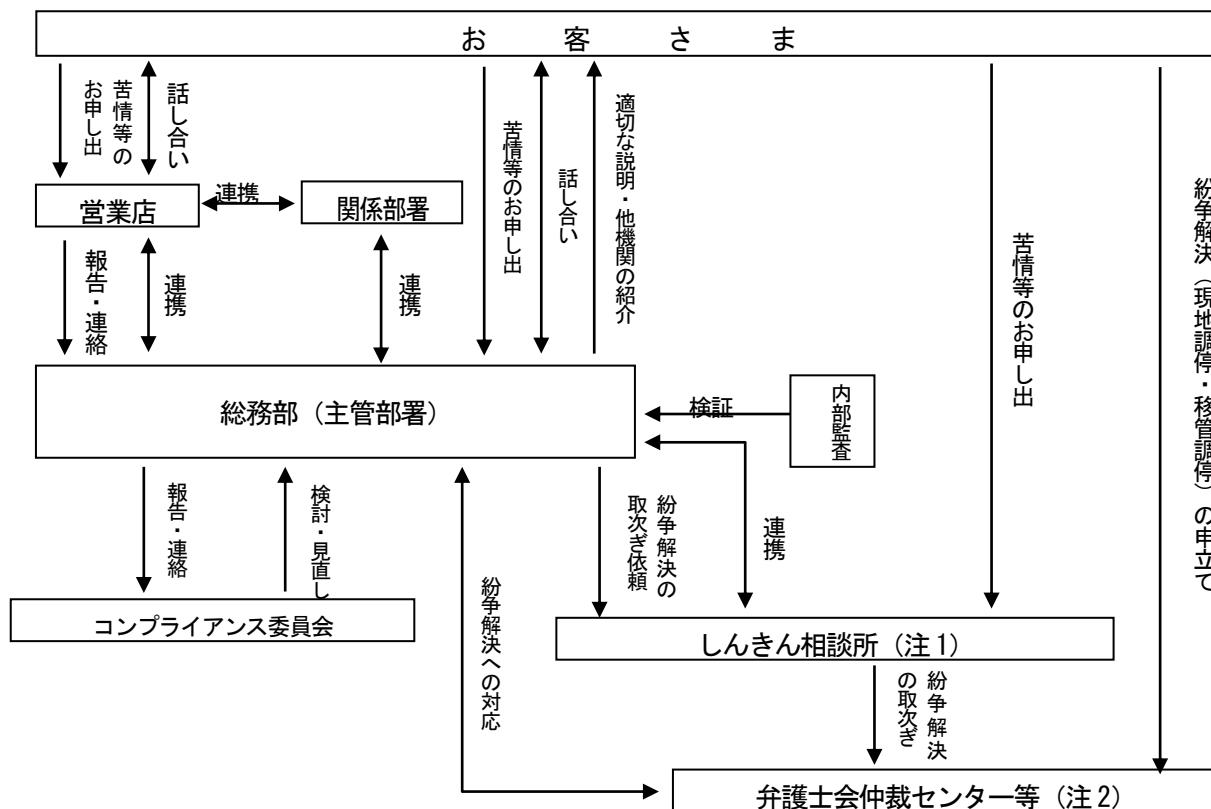 お客さま
苦情等の
お申し出
話し合い
苦情等のお申し出
話し合い
適切な説明・他機関の紹介
苦情等のお申し出
紛争解決（現地調停・移管調停）の申立て
営業店
連携
関係部署
報告・連絡
連携
連携
総務部（主管部署）
検証
内部監査
報告・連絡
検討・見直し
紛争解決への対応
紛争解決の
取次ぎ依頼
連携
コンプライアンス委員会
しんきん相談所（注1）
紛争解決
の取次ぎ
弁護士会仲裁センター等（注2）